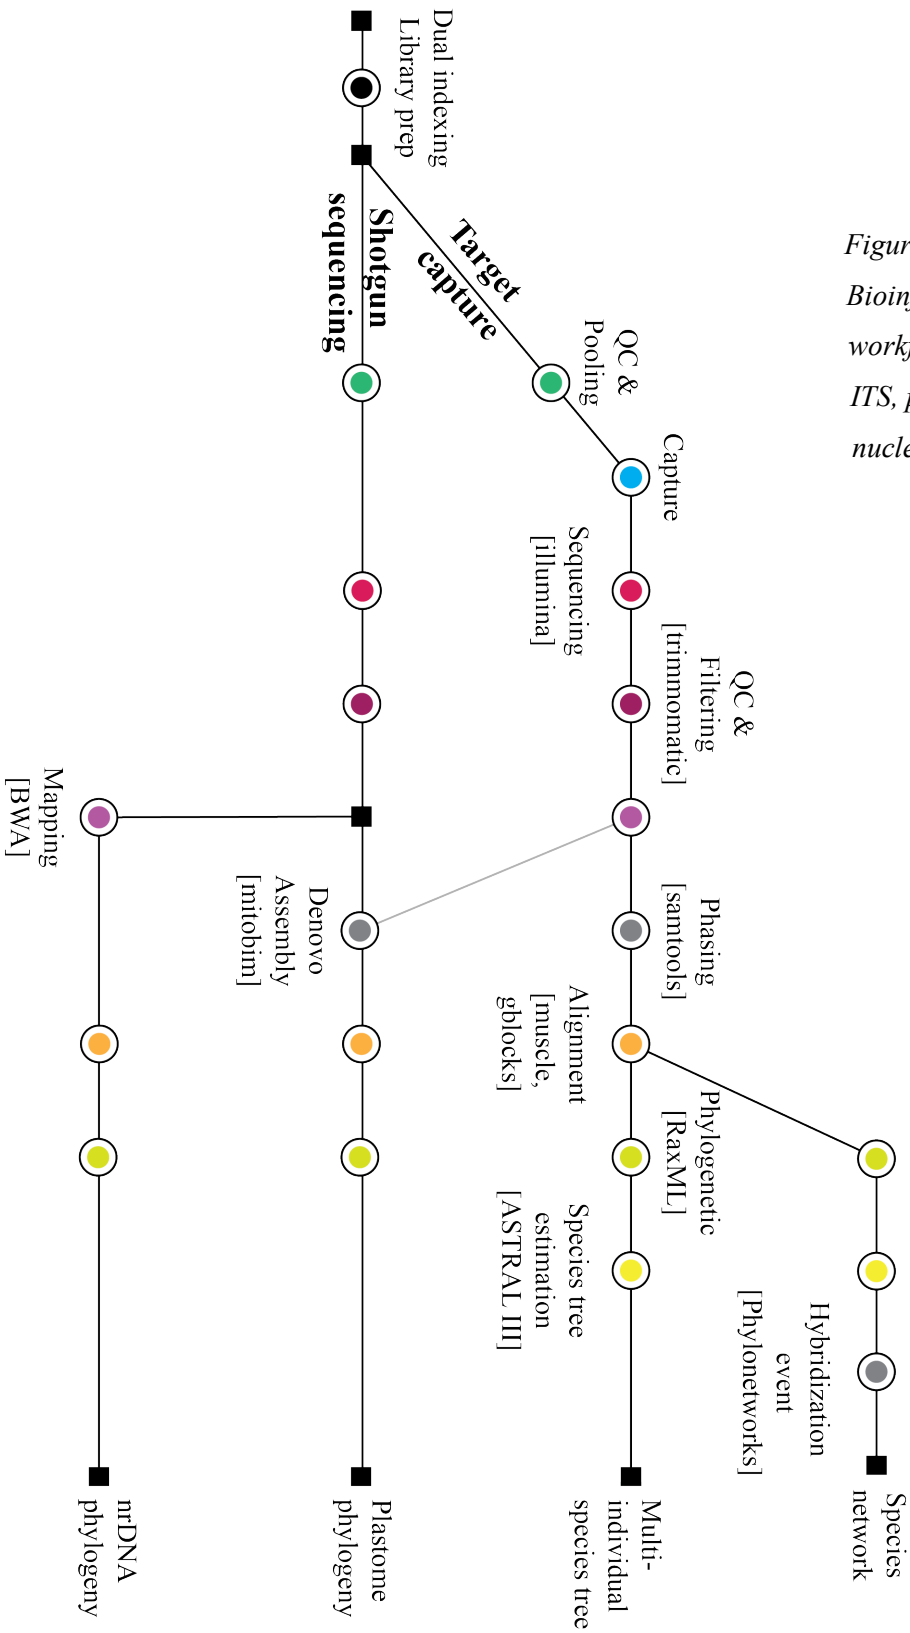 Dual indexing
Library prep
Target
capture
Shotgun
sequencing
QC &
Pooling
Capture
Sequencing
[illumina]
QC &
Filtering
[trimmomatic]
Mapping
[BWA]
Denovo
Assembly
[mitobim]
Phasing
[samtools]
Alignment
[muscle,
gblocks]
Phylogenetic
[RaxML]
Species tree
estimation
[ASTRAL III]
Hybridization
event
[Phylonetworks]
Species
network
Multi-
individual
species tree
Plastome
phylogeny
nrDNA
phylogeny
Figur
Bioin
work
ITS,
nucle